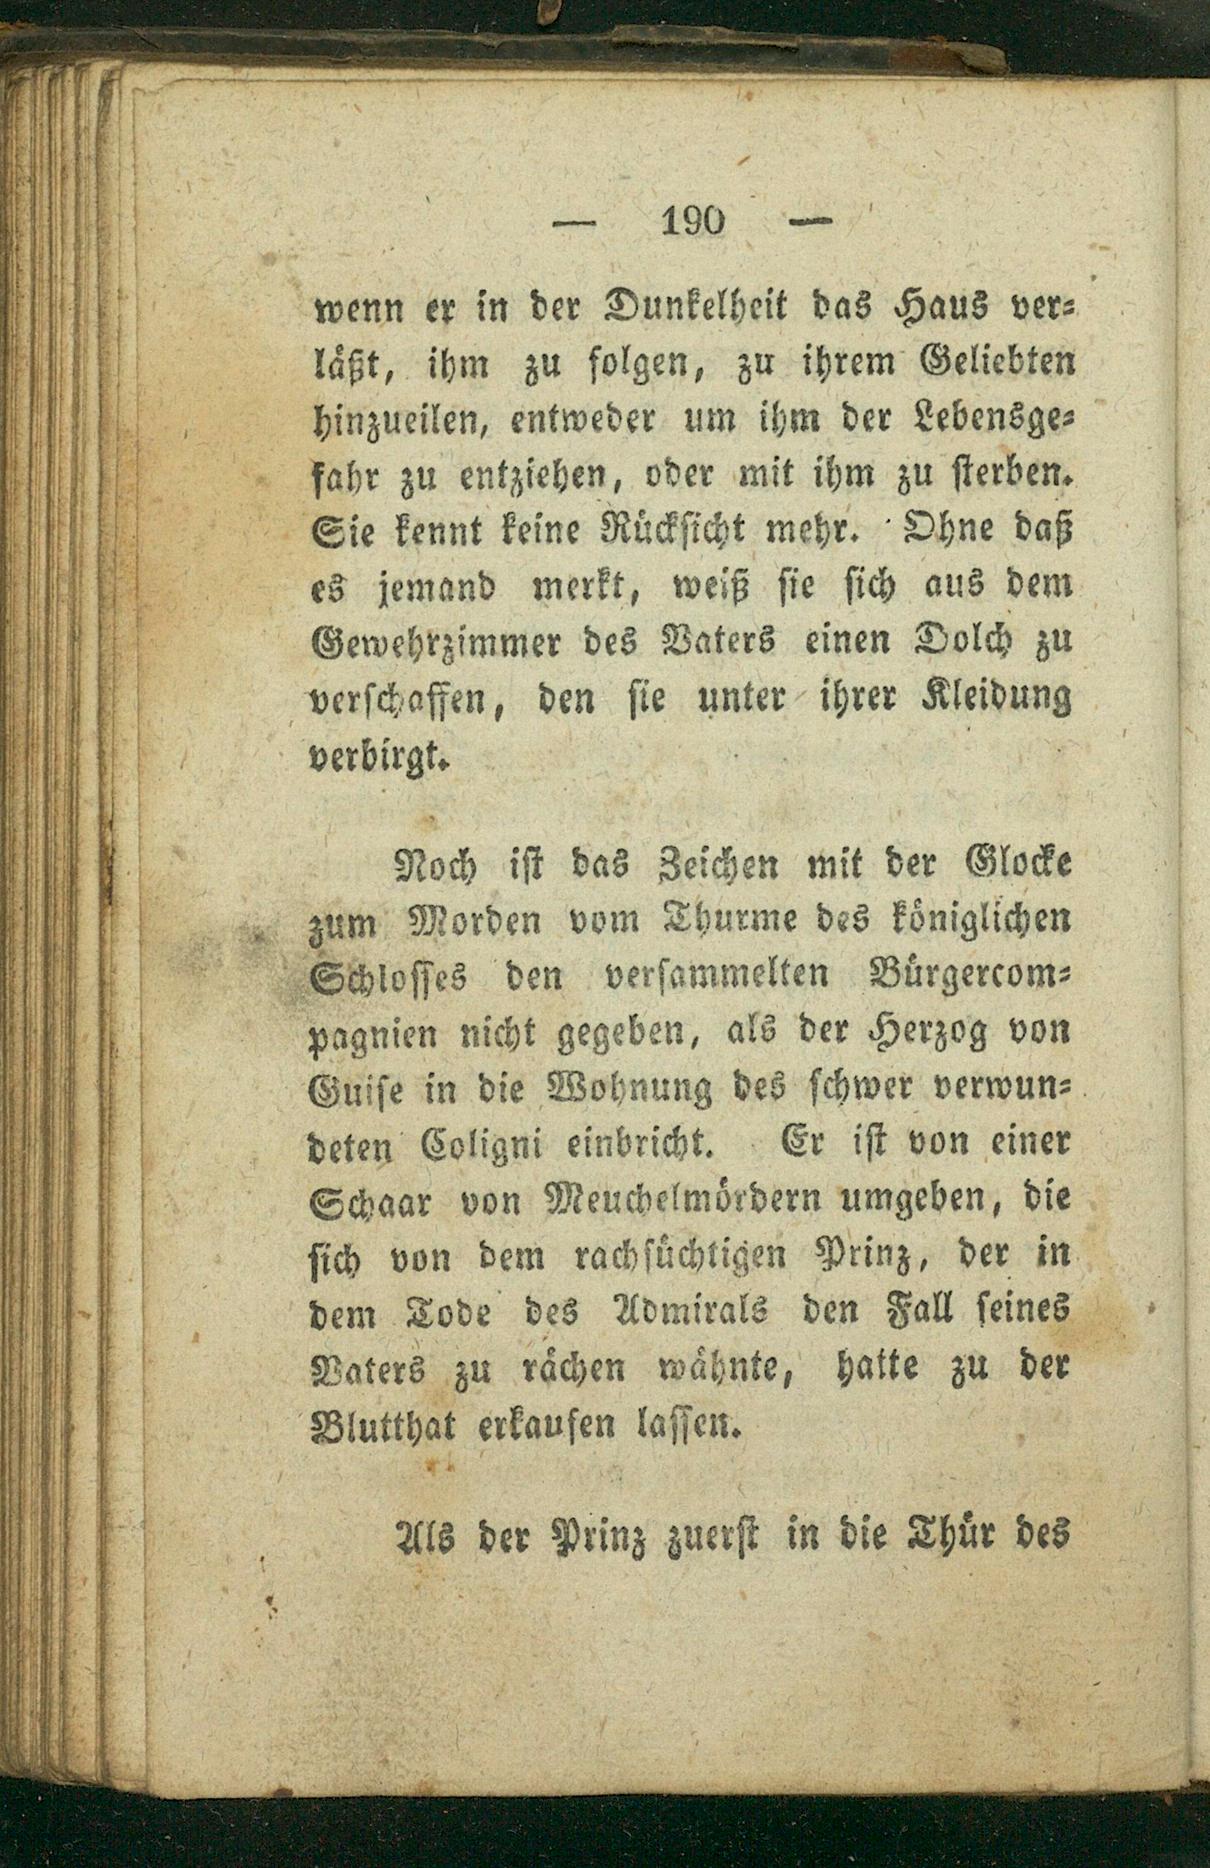 — 190 —
wenn er in der Dunkelheit das Haus ver-
läßt, ihm zu folgen, zu ihrem Geliebten
hinzueilen, entweder um ihm der Lebensge-
fahr zu entziehen, oder mit ihm zu sterben.
Sie kennt keine Rücksicht mehr. Ohne daß
es jemand merkt, weiß sie sich aus dem
Gewehrzimmer des Vaters einen Dolch zu
verschaffen, den sie unter ihrer Kleidung
verbirgt.
Noch ist das Zeichen mit der Glocke
zum Morden vom Thurme des königlichen
Schlosses den versammelten Bürgercom-
pagnien nicht gegeben, als der Herzog von
Guise in die Wohnung des schwer verwun-
deten Coligni einbricht. Er ist von einer
Schaar von Meuchelmördern umgeben, die
sich von dem rachsüchtigen Prinz, der in
dem Tode des Admirals den Fall seines
Vaters zu rächen wähnte, hatte zu der
Blutthat erkaufen lassen.
Als der Prinz zuerst in die Thür des